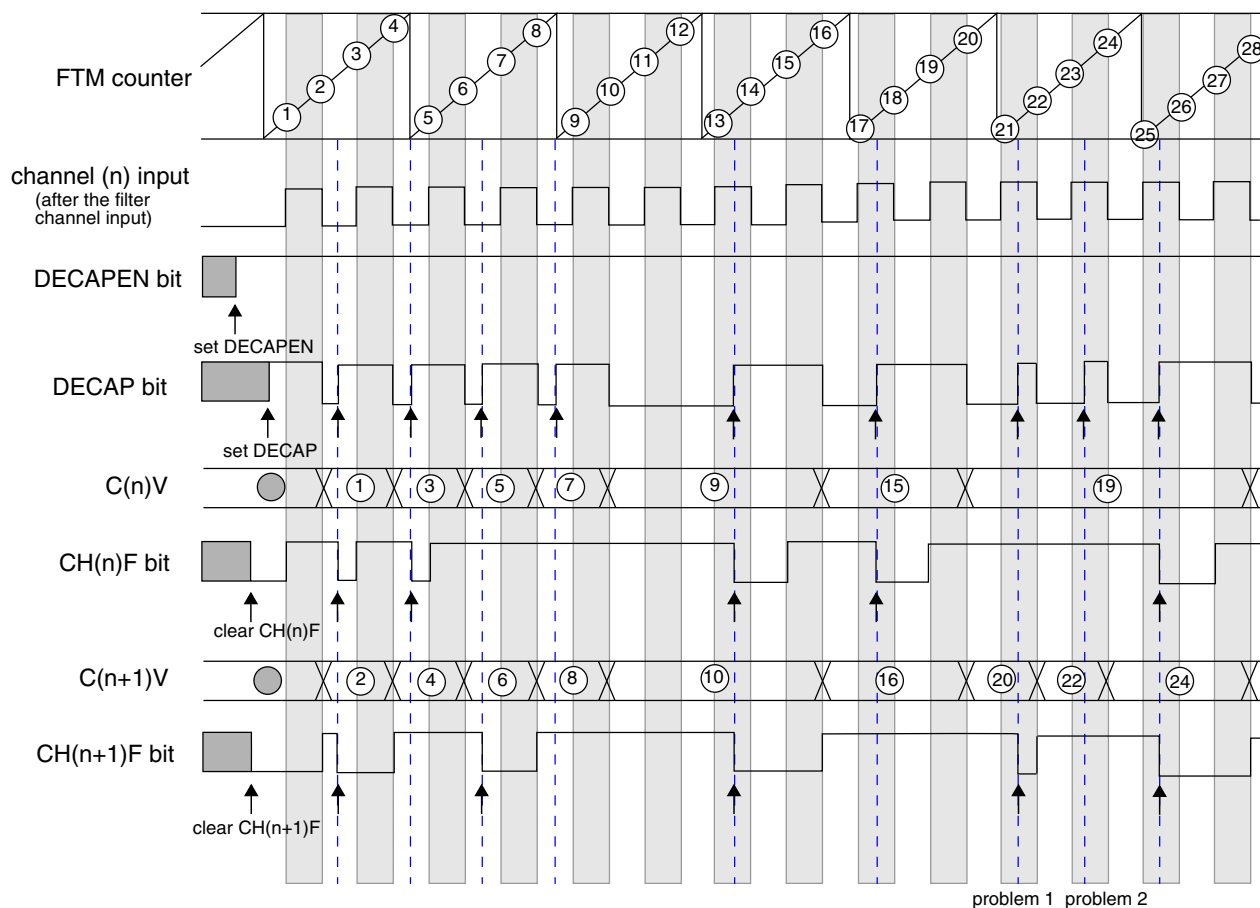 4 8 12 16 20 24 28
3 7 11 15 19 23 27
FTM counter
2 6 10 14 18 22 26
1 5 9 13 17 21 25
channel (n) input
(after the filter
channel input)
DECAPEN bit
set DECAPEN
DECAP bit
set DECAP
C(n)V 1 3 5 7 9 15 19
CH(n)F bit
clear CH(n)F
C(n+1)V 2 4 6 8 10 16 20 22 24
CH(n+1)F bit
clear CH(n+1)F
problem 1 problem 2